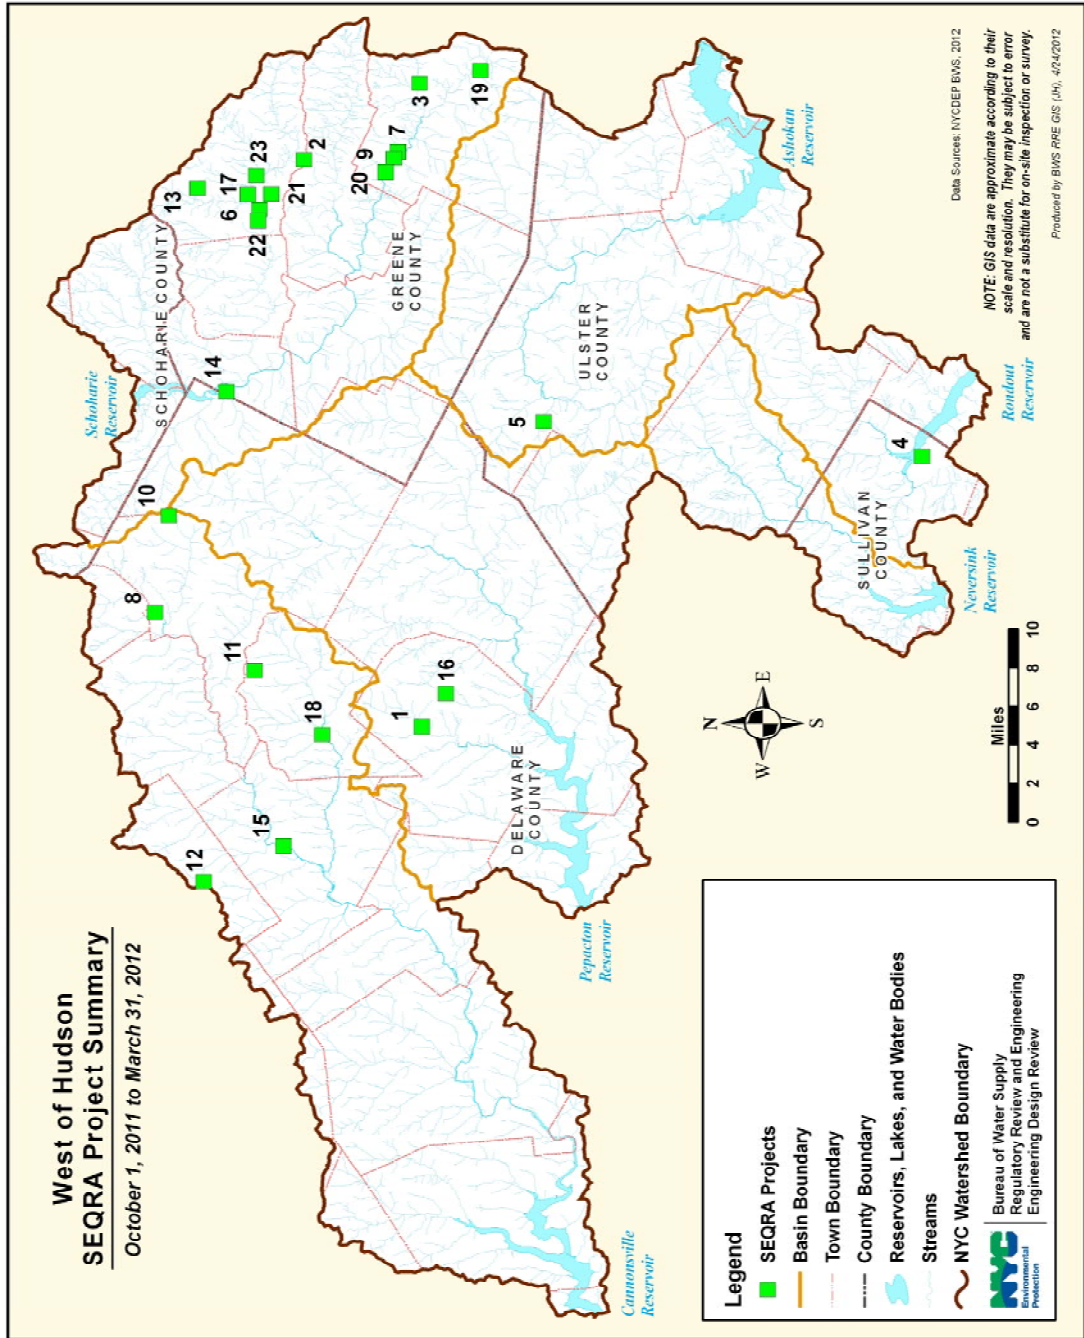 West of Hudson
SEQRA Project Summary
October 1, 2011 to March 31, 2012
Schoharie
Reservoir
SCHOHARIE COUNTY
13
17
23
6
22
21
2
14
10
8
11
12
15
18
1
16
20
9
7
3
19
GREENE
COUNTY
5
ULSTER
COUNTY
Ashokan
Reservoir
DELAWARE
COUNTY
Pepacton
Reservoir
Cannonsville
Reservoir
4
SULLIVAN
COUNTY
Neversink
Reservoir
Rondout
Reservoir
N
W
E
S
Miles
0
2
4
6
8
10
Legend
SEQRA Projects
Basin Boundary
Town Boundary
County Boundary
Reservoirs, Lakes, and Water Bodies
Streams
NYC Watershed Boundary
NYC
Environmental
Protection
Bureau of Water Supply
Regulatory Review and Engineering
Engineering Design Review
Data Sources: NYCDEP BWS, 2012
NOTE: GIS data are approximate according to their
scale and resolution. They may be subject to error
and are not a substitute for on-site inspection or survey.
Produced by BWS RRE GIS (JH), 4/24/2012